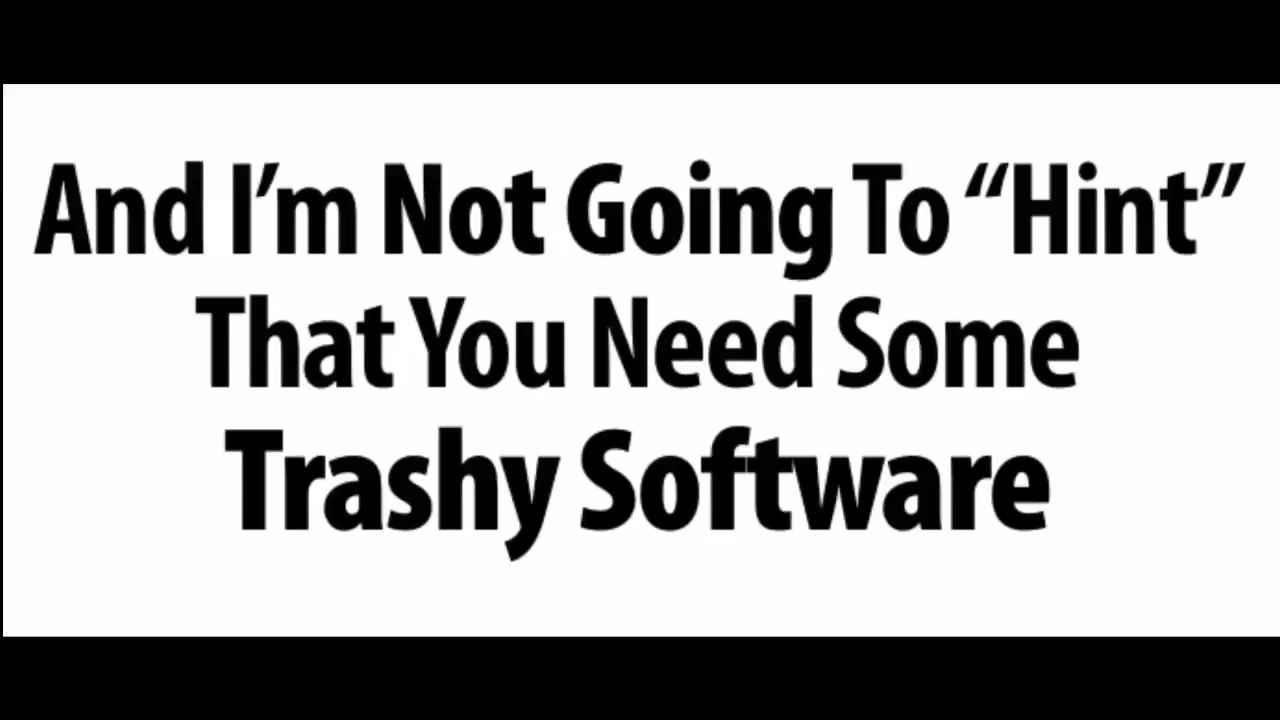 And I’m Not Going To “Hint”
That You Need Some
Trashy Software